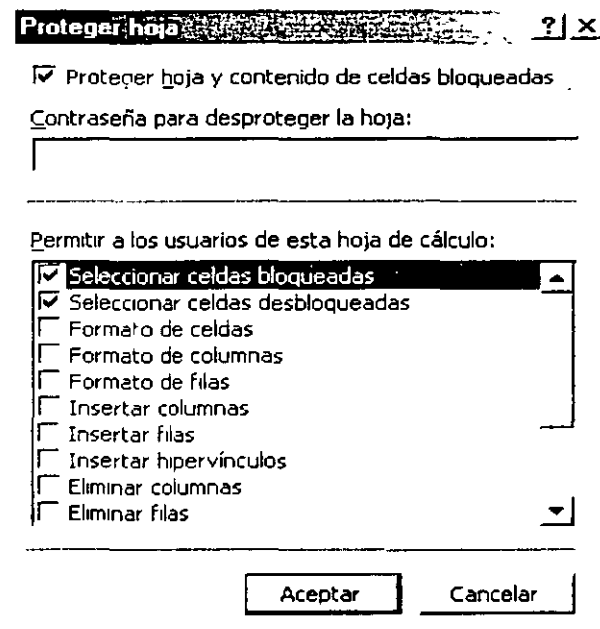 Proteger hoja
? ×
Proteger hoja y contenido de celdas bloqueadas
Contraseña para desproteger la hoja:
Permitir a los usuarios de esta hoja de cálculo:
Seleccionar celdas bloqueadas
Seleccionar celdas desbloqueadas
Formato de celdas
Formato de columnas
Formato de filas
Insertar columnas
Insertar filas
Insertar hipervínculos
Eliminar columnas
Eliminar filas
Aceptar
Cancelar